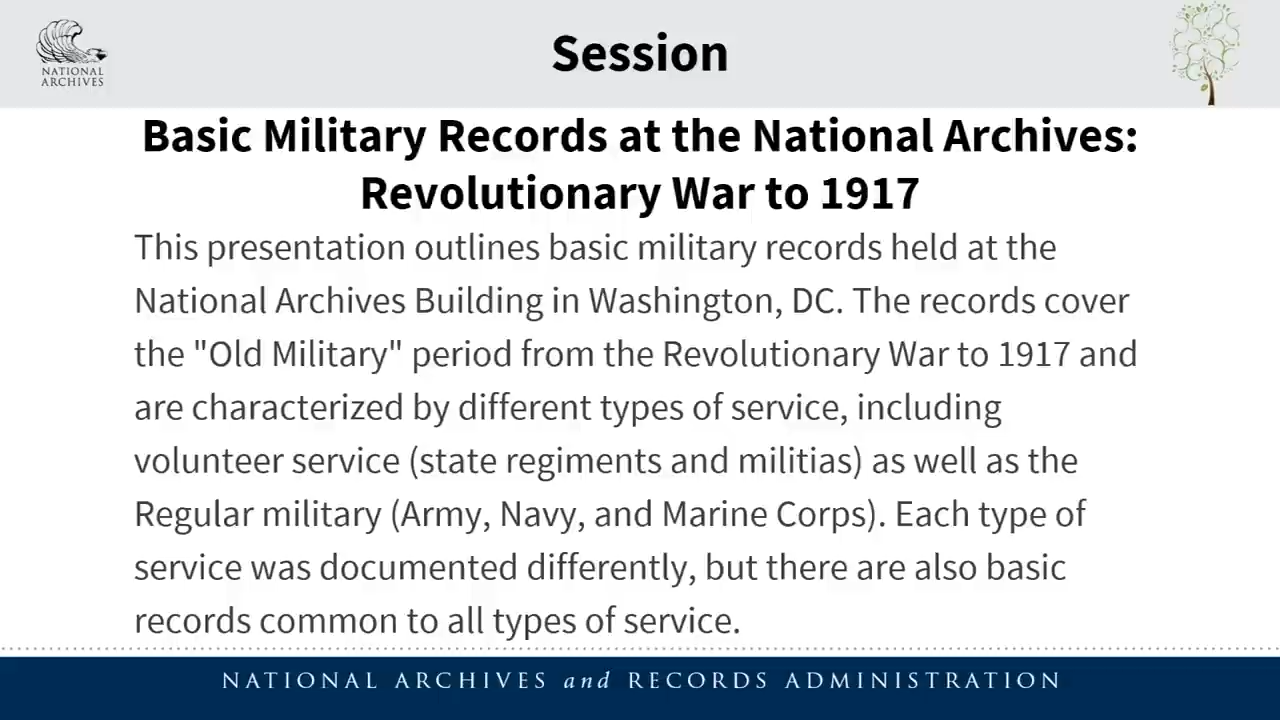 NATIONAL
ARCHIVES
Session
Basic Military Records at the National Archives:
Revolutionary War to 1917
This presentation outlines basic military records held at the
National Archives Building in Washington, DC. The records cover
the "Old Military" period from the Revolutionary War to 1917 and
are characterized by different types of service, including
volunteer service (state regiments and militias) as well as the
Regular military (Army, Navy, and Marine Corps). Each type of
service was documented differently, but there are also basic
records common to all types of service.
NATIONAL ARCHIVES and RECORDS ADMINISTRATION